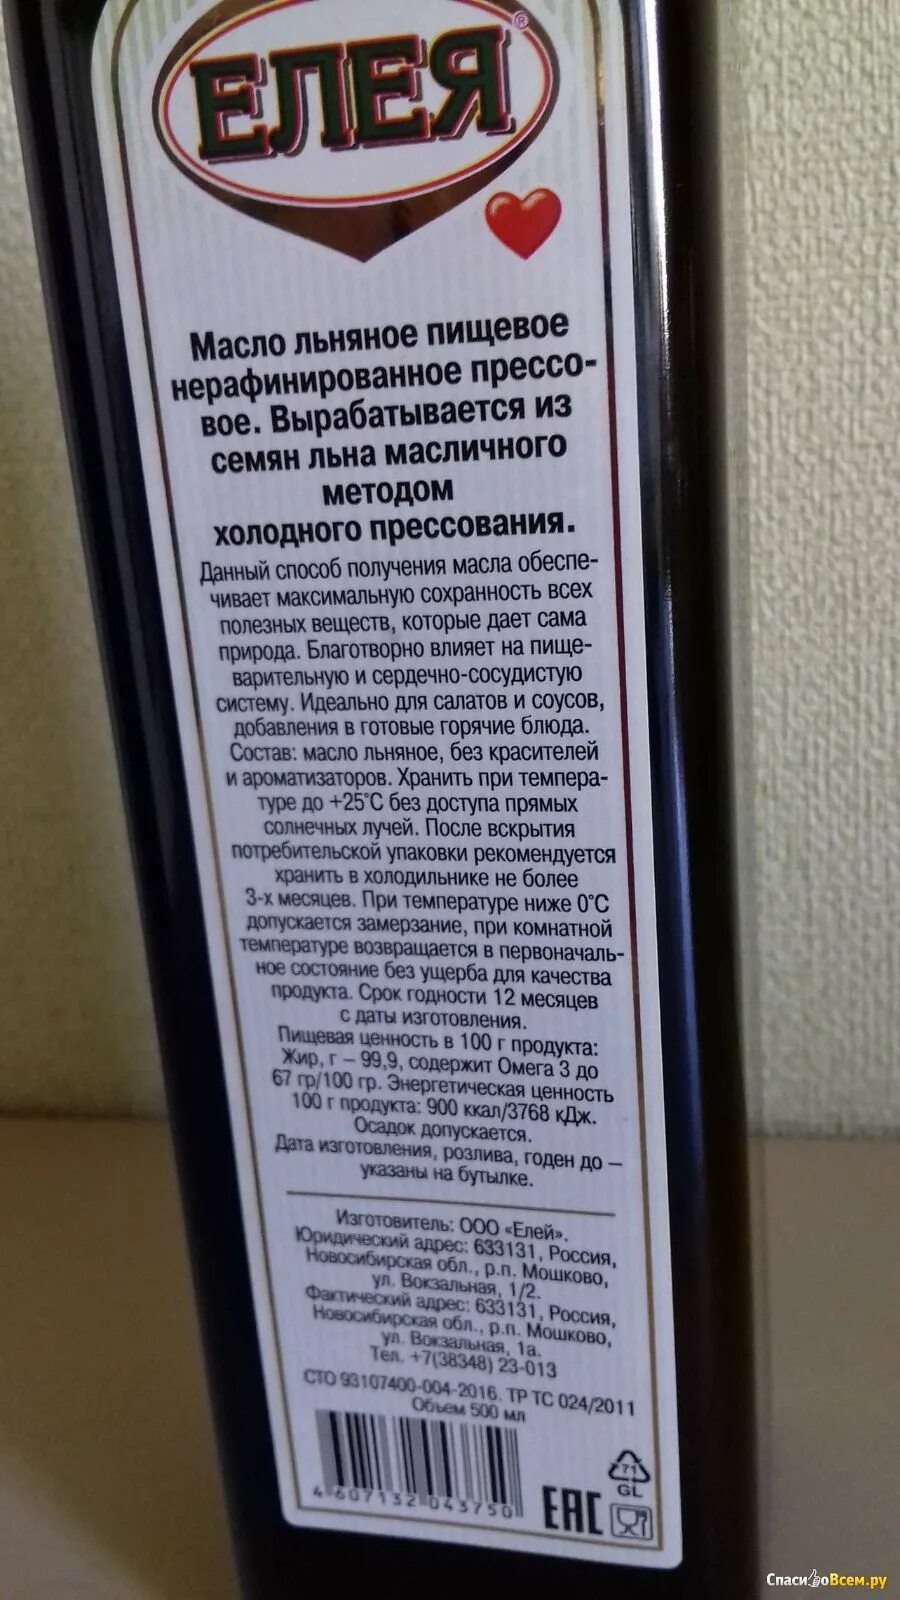 ЕЛЕЯ®
Масло льняное пищевое
нерафинированное прессо-
вое. Вырабатывается из
семян льна масличного
методом
холодного прессования.
Данный способ получения масла обеспе-
чивает максимальную сохранность всех
полезных веществ, которые дает сама
природа. Благотворно влияет на пище-
варительную и сердечно-сосудистую
систему. Идеально для салатов и соусов,
добавления в готовые горячие блюда.
Состав: масло льняное, без красителей
и ароматизаторов. Хранить при темпера-
туре до +25°С без доступа прямых
солнечных лучей. После вскрытия
потребительской упаковки рекомендуется
хранить в холодильнике не более
3-х месяцев. При температуре ниже 0°С
допускается замерзание, при комнатной
температуре возвращается в первоначаль-
ное состояние без ущерба для качества
продукта. Срок годности 12 месяцев
с даты изготовления.
Пищевая ценность в 100 г продукта:
Жир, г – 99,9, содержит Омега 3 до
67 гр/100 гр. Энергетическая ценность
100 г продукта: 900 ккал/3768 кДж.
Осадок допускается.
Дата изготовления, розлива, годен до –
указаны на бутылке.
Изготовитель: ООО «Елей».
Юридический адрес: 633131, Россия,
Новосибирская обл., р.п. Мошково,
ул. Вокзальная, 1/2.
Фактический адрес: 633131, Россия,
Новосибирская обл., р.п. Мошково,
ул. Вокзальная, 1а.
Тел. +7(38348) 23-013
СТО 93107400-004-2016. ТР ТС 024/2011
Объем 500 мл
4 607132 043750
EAC
71
GL
СпасибоВсем.ру